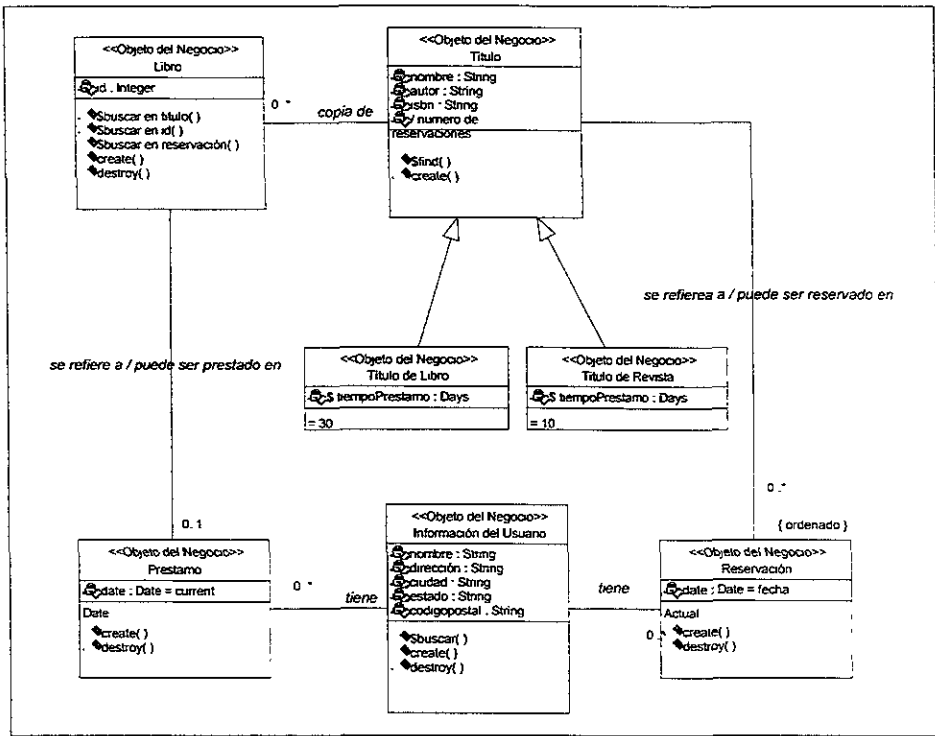 <<Objeto del Negocio>>
Libro
id . Integer
$buscar en titulo( )
$buscar en id( )
$buscar en reservación( )
create( )
destroy( )
0 *
copia de
<<Objeto del Negocio>>
Titulo
nombre : String
autor : String
isbn : String
/ numero de
reservaciones
$find( )
create( )
se refierea a / puede ser reservado en
se refiere a / puede ser prestado en
<<Objeto del Negocio>>
Titulo de Libro
$ tiempoPrestamo : Days
= 30
<<Objeto del Negocio>>
Titulo de Revista
$ tiempoPrestamo : Days
= 10
0 .*
{ ordenado }
0. 1
<<Objeto del Negocio>>
Prestamo
date : Date = current
Date
create( )
destroy( )
0 *
tiene
<<Objeto del Negocio>>
Información del Usuario
nombre : String
dirección : String
ciudad : String
estado : String
codigopostal . String
$buscar( )
create( )
destroy( )
tiene
0 .*
<<Objeto del Negocio>>
Reservación
date : Date = fecha
Actual
create( )
destroy( )